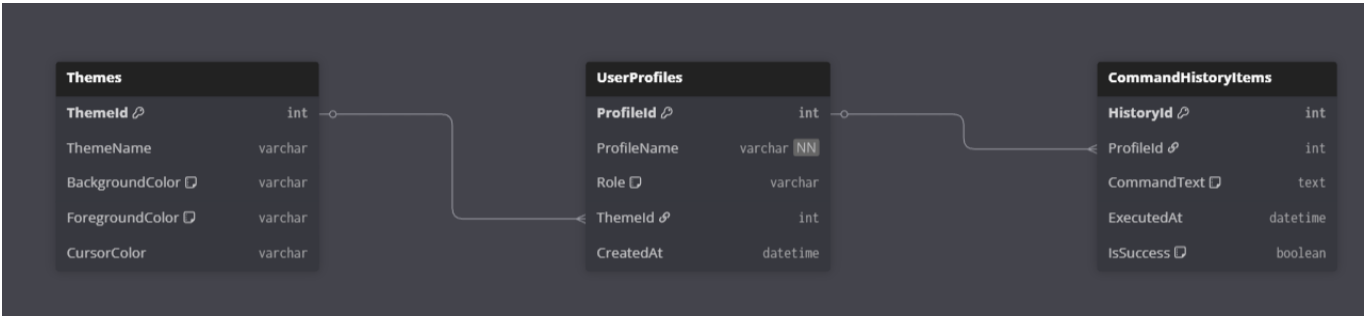 Themes
ThemeId int
ThemeName varchar
BackgroundColor varchar
ForegroundColor varchar
CursorColor varchar
UserProfiles
ProfileId int
ProfileName varchar NN
Role varchar
ThemeId int
CreatedAt datetime
CommandHistoryItems
HistoryId int
ProfileId int
CommandText text
ExecutedAt datetime
IsSuccess boolean